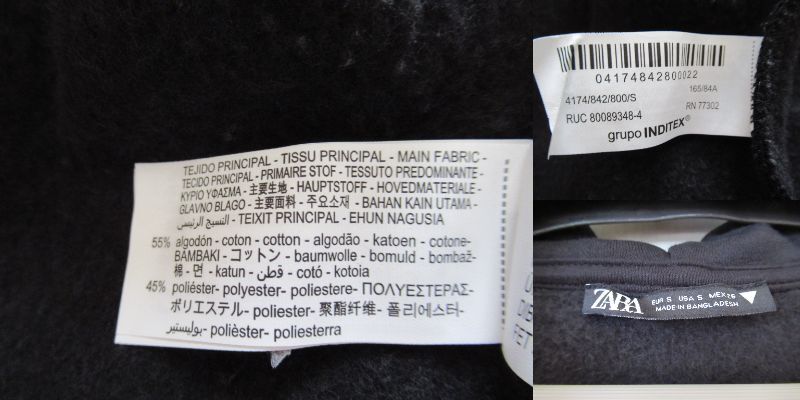 TEJIDO PRINCIPAL - TISSU PRINCIPAL - MAIN FABRIC -
TECIDO PRINCIPAL - PRIMAIRE STOF - TESSUTO PREDOMINANTE -
ΚΥΡΙΟ ΥΦΑΣΜΑ - 主要生地 - HAUPTSTOFF - HOVEDMATERIALE -
GLAVNO BLAGO - 主要面料 - 주요소재 - BAHAN KAIN UTAMA -
النسيج الرئيسي - TEIXIT PRINCIPAL - EHUN NAGUSIA
55% algodón - coton - cotton - algodão - katoen - cotone-
BAMBAKI - コットン - baumwolle - bomuld - bombaž-
棉 - 면 - katun - قطن - cotó - kotoia
45% poliéster- polyester- poliestere- ΠΟΛΥΕΣΤΕΡΑΣ-
ポリエステル- poliester- 聚酯纤维- 폴리에스터-
بوليستير- polièster- poliesterra
04174842800022
165/84A
4174/842/800/S
RN 77302
RUC 80089348-4
grupo INDITEX®
ZARA
EUR S USA S MEX 26
MADE IN BANGLADESH